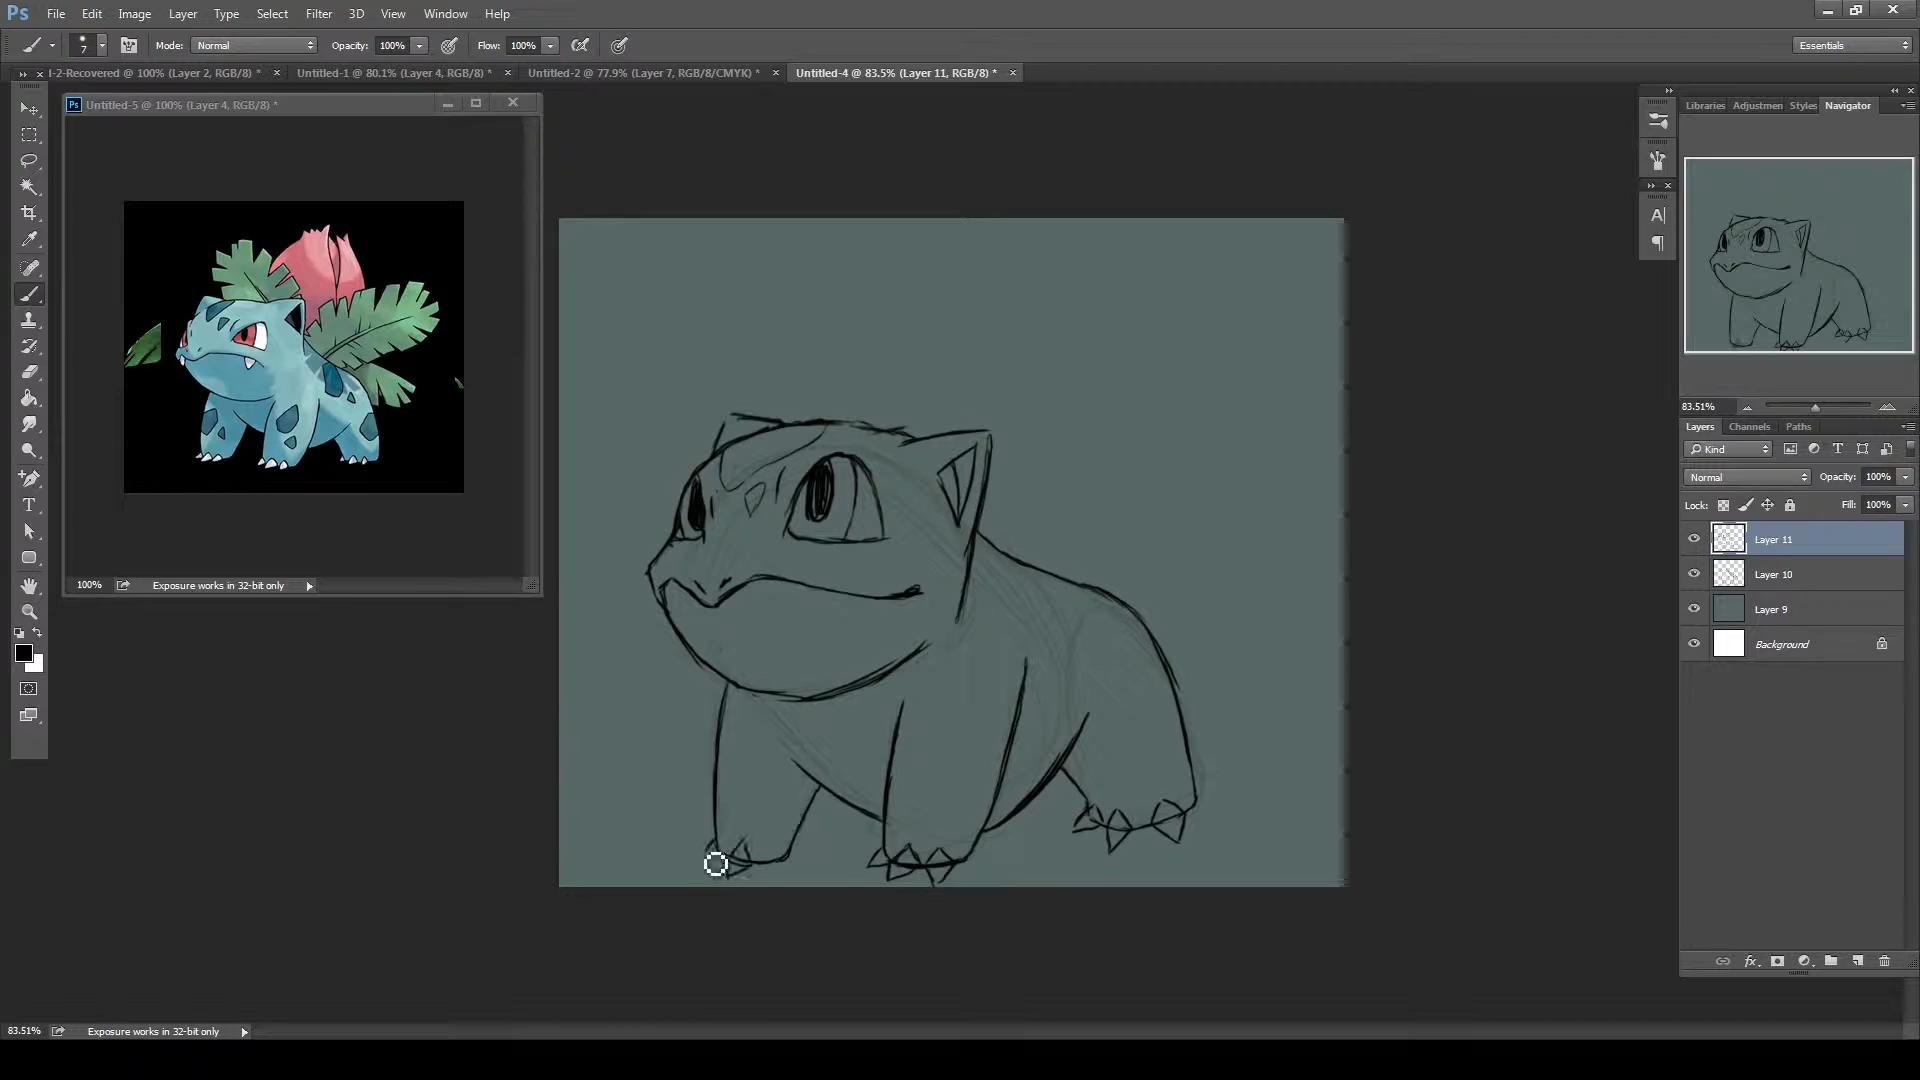 Ps File Edit Image Layer Type Select Filter 3D View Window Help
7 Mode: Normal Opacity: 100% Flow: 100% Essentials
l-2-Recovered @ 100% (Layer 2, RGB/8) * × Untitled-1 @ 80.1% (Layer 4, RGB/8) * × Untitled-2 @ 77.9% (Layer 7, RGB/8/CMYK) * × Untitled-4 @ 83.5% (Layer 11, RGB/8) * ×
Ps Untitled-5 @ 100% (Layer 4, RGB/8) *
Libraries Adjustmen Styles Navigator
83.51%
Layers Channels Paths
Kind T
Normal Opacity: 100%
Lock: Fill: 100%
Layer 11
Layer 10
Layer 9
Background
fx
A
T
100% Exposure works in 32-bit only
83.51% Exposure works in 32-bit only